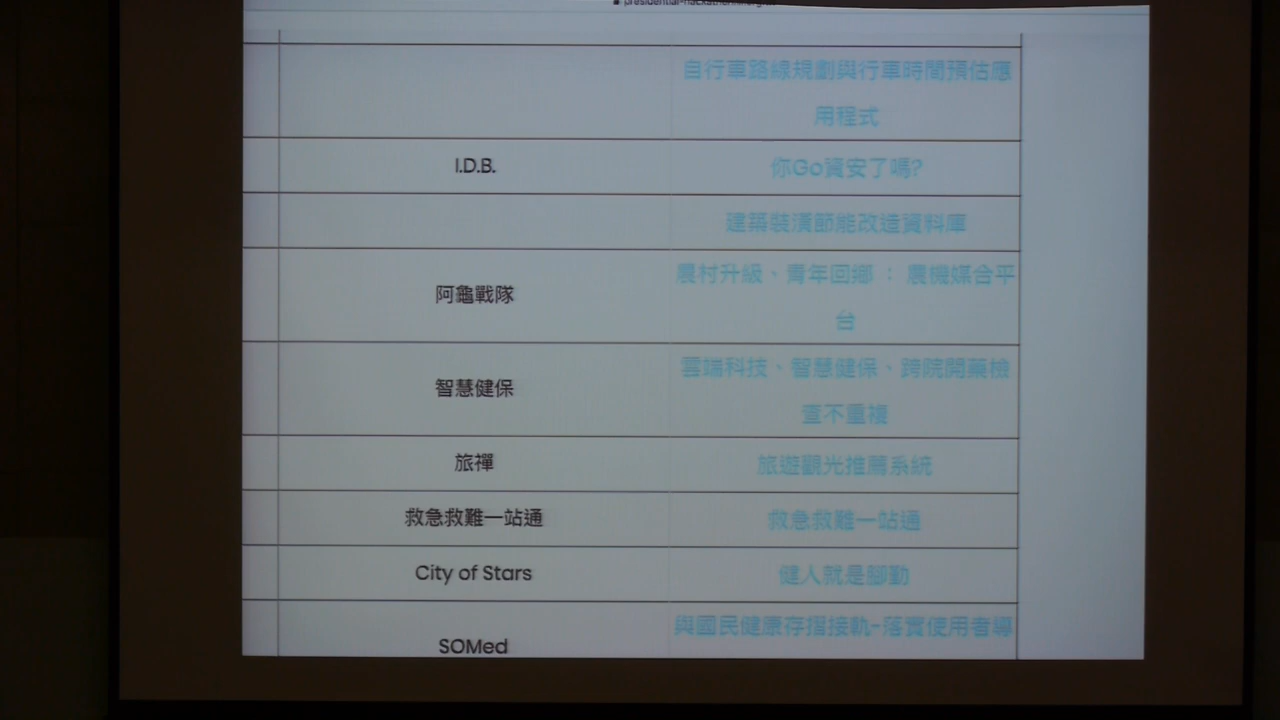 自行車路線規劃與行車時間預估應
用程式
I.D.B.
你Go資安了嗎?
建築裝潢節能改造資料庫
阿龜戰隊
農村升級、青年回鄉 : 農機媒合平
台
智慧健保
雲端科技、智慧健保、跨院開藥檢
查不重複
旅禪
旅遊觀光推薦系統
救急救難一站通
救急救難一站通
City of Stars
健人就是腳勤
SOMed
與國民健康存摺接軌-落實使用者導